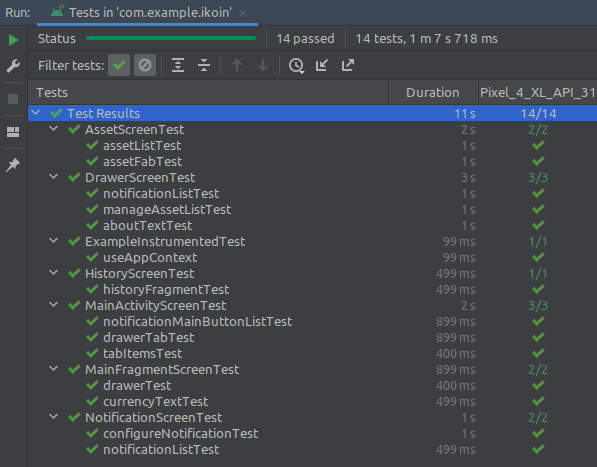 Run: Tests in 'com.example.ikoin' ×
Status 14 passed 14 tests, 1 m 7 s 718 ms
Filter tests:
Tests Duration Pixel_4_XL_API_31
Test Results 11 s 14/14
AssetScreenTest 2 s 2/2
assetListTest 1 s
assetFabTest 1 s
DrawerScreenTest 3 s 3/3
notificationListTest 1 s
manageAssetListTest 1 s
aboutTextTest 1 s
ExampleInstrumentedTest 99 ms 1/1
useAppContext 99 ms
HistoryScreenTest 499 ms 1/1
historyFragmentTest 499 ms
MainActivityScreenTest 2 s 3/3
notificationMainButtonListTest 899 ms
drawerTabTest 899 ms
tabItemsTest 400 ms
MainFragmentScreenTest 899 ms 2/2
drawerTest 400 ms
currencyTextTest 499 ms
NotificationScreenTest 1 s 2/2
configureNotificationTest 1 s
notificationListTest 499 ms